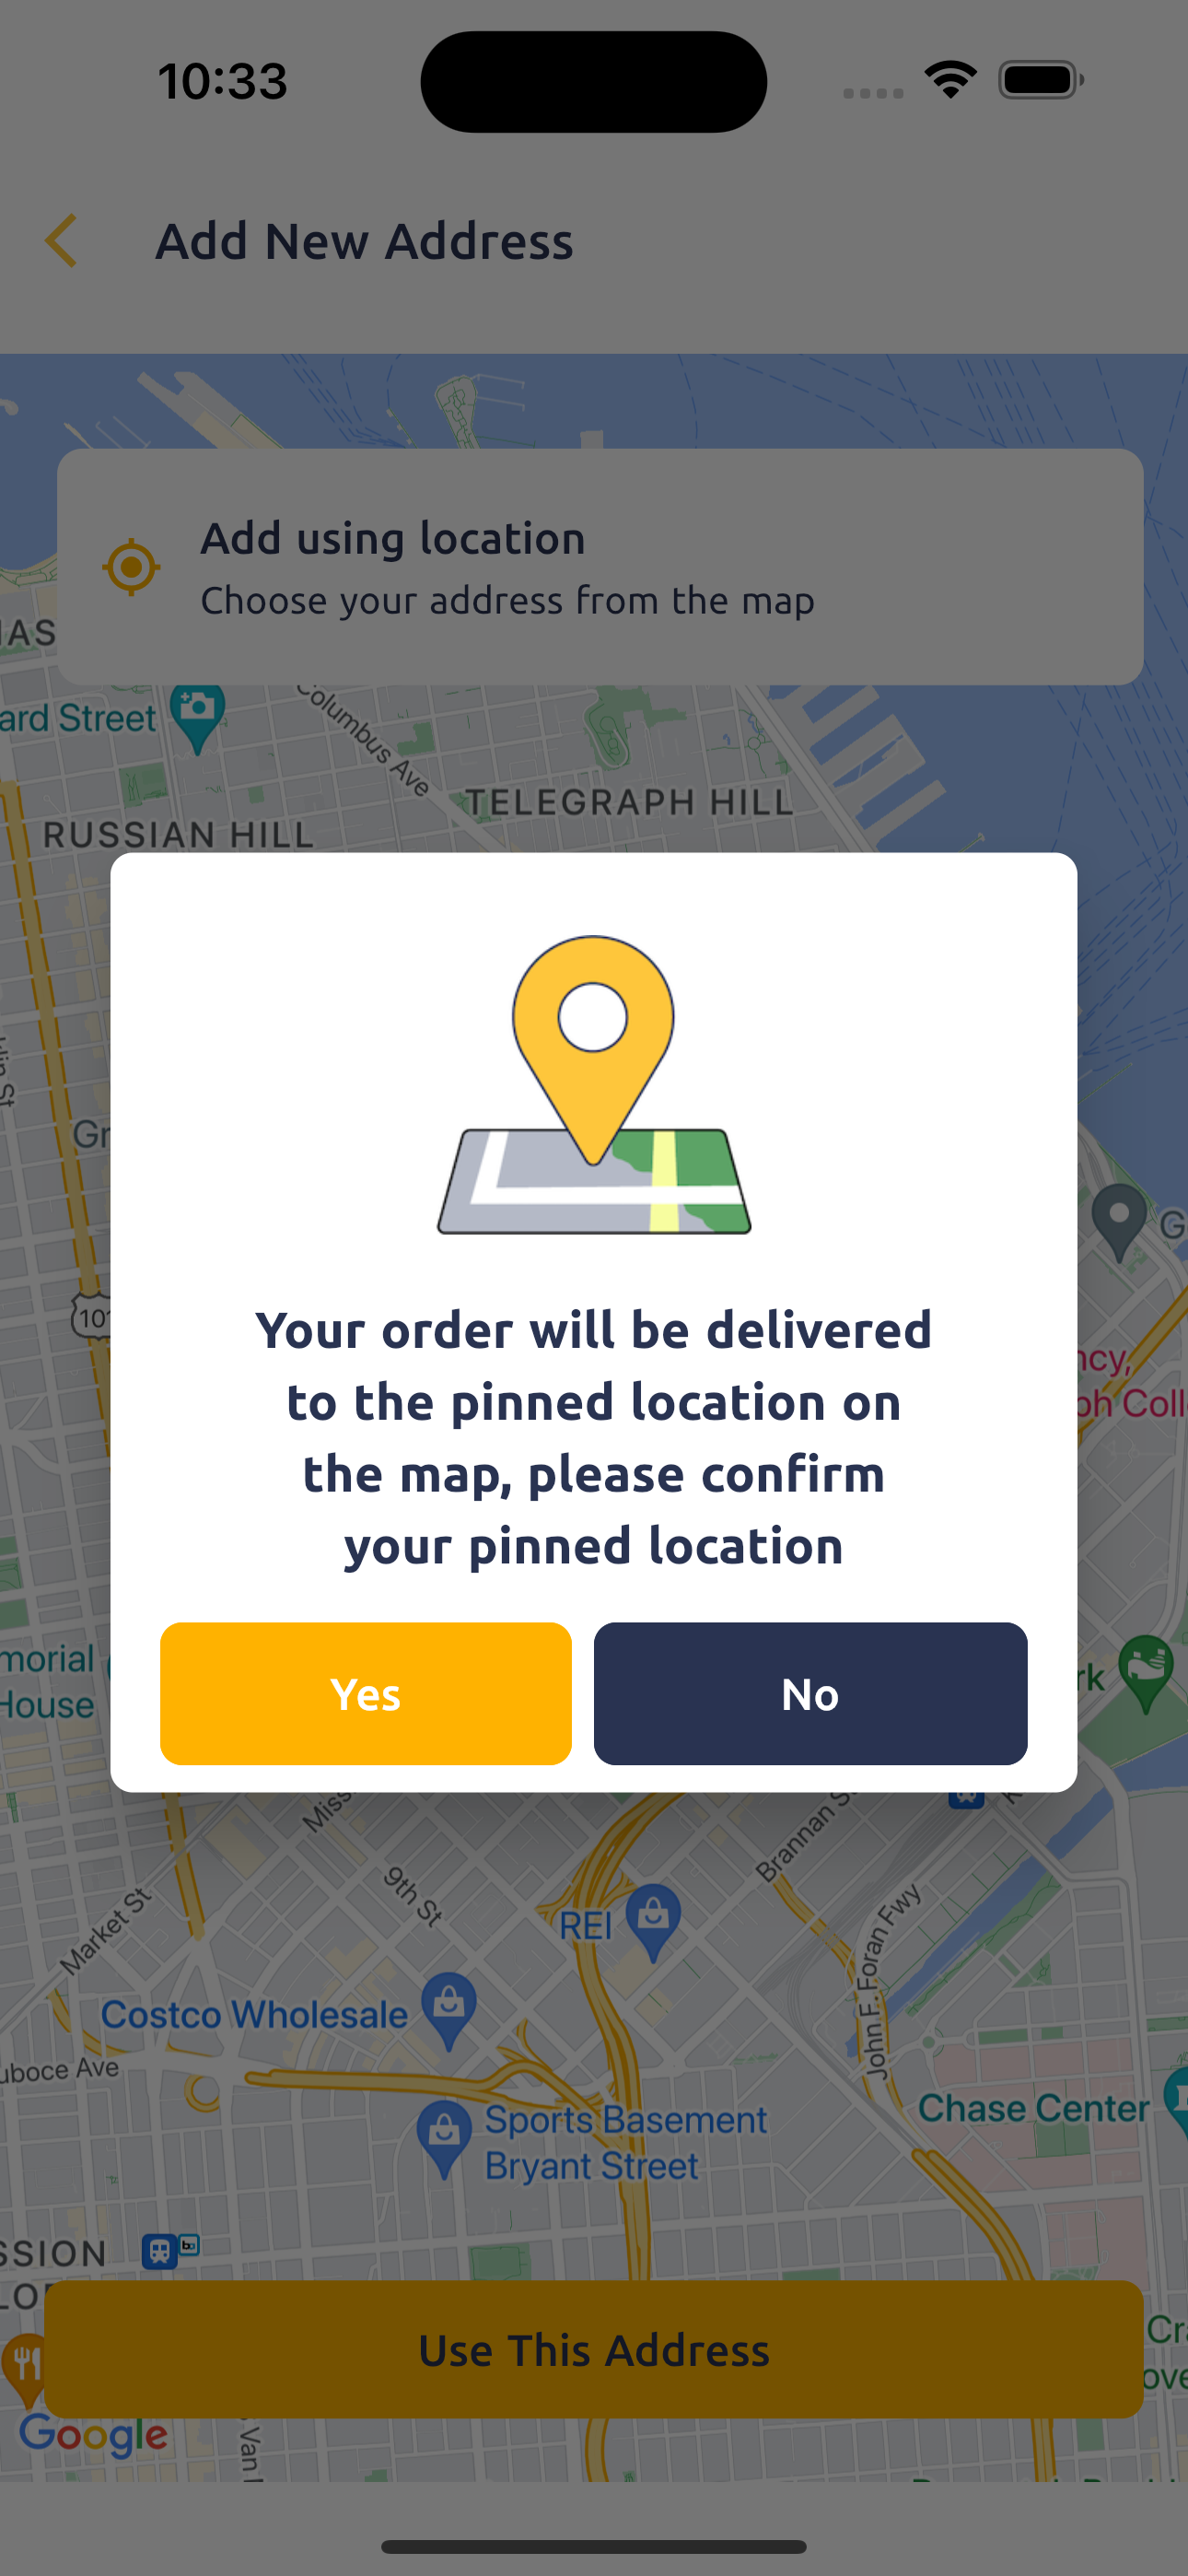 10:33
Add New Address
Add using location
Choose your address from the map
ard Street
Columbus Ave
TELEGRAPH HILL
RUSSIAN HILL
Your order will be delivered
to the pinned location on
the map, please confirm
your pinned location
Yes
No
101
morial
House
Brannan
9th St
Market St
REI
John F. Foran Fwy
Costco Wholesale
uboce Ave
Chase Center
Sports Basement
Bryant Street
SSION
Use This Address
Google
Van